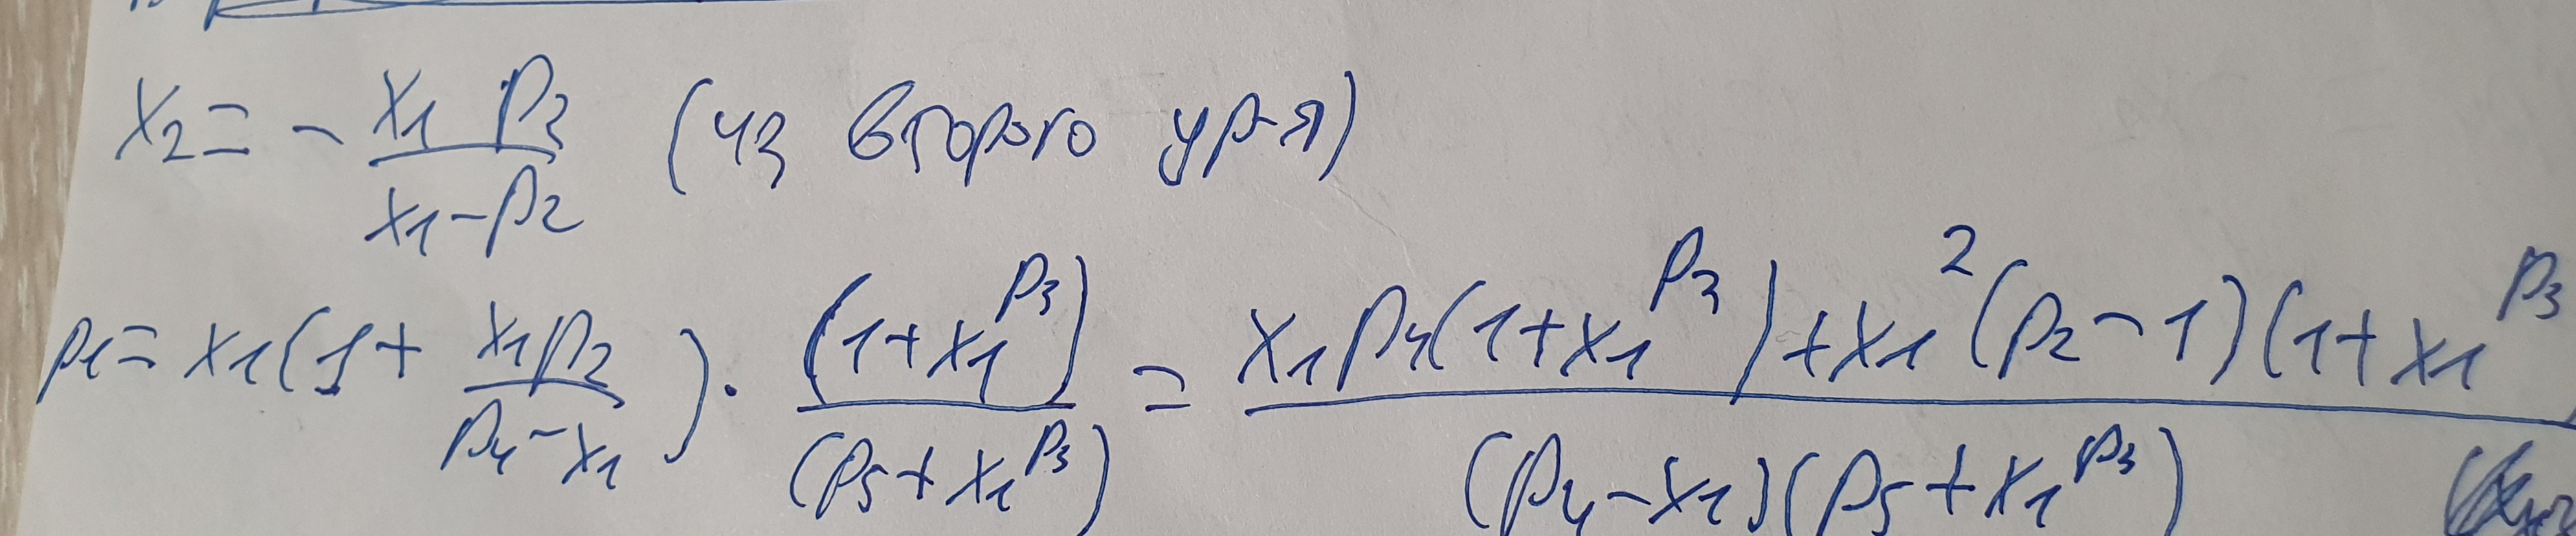 x₂ = - x₁ p₂ / x₁ - p₂ (из второго ур-я)
p₁ = x₁(1 + x₁p₂ / p₄ - x₁) · (1 + x₁^p₃) / (p₅ + x₁^p₃) = x₁p₄(1 + x₁^p₃) + x₁²(p₂ - 1)(1 + x₁^p₃ / (p₄ - x₁)(p₅ + x₁^p₃)